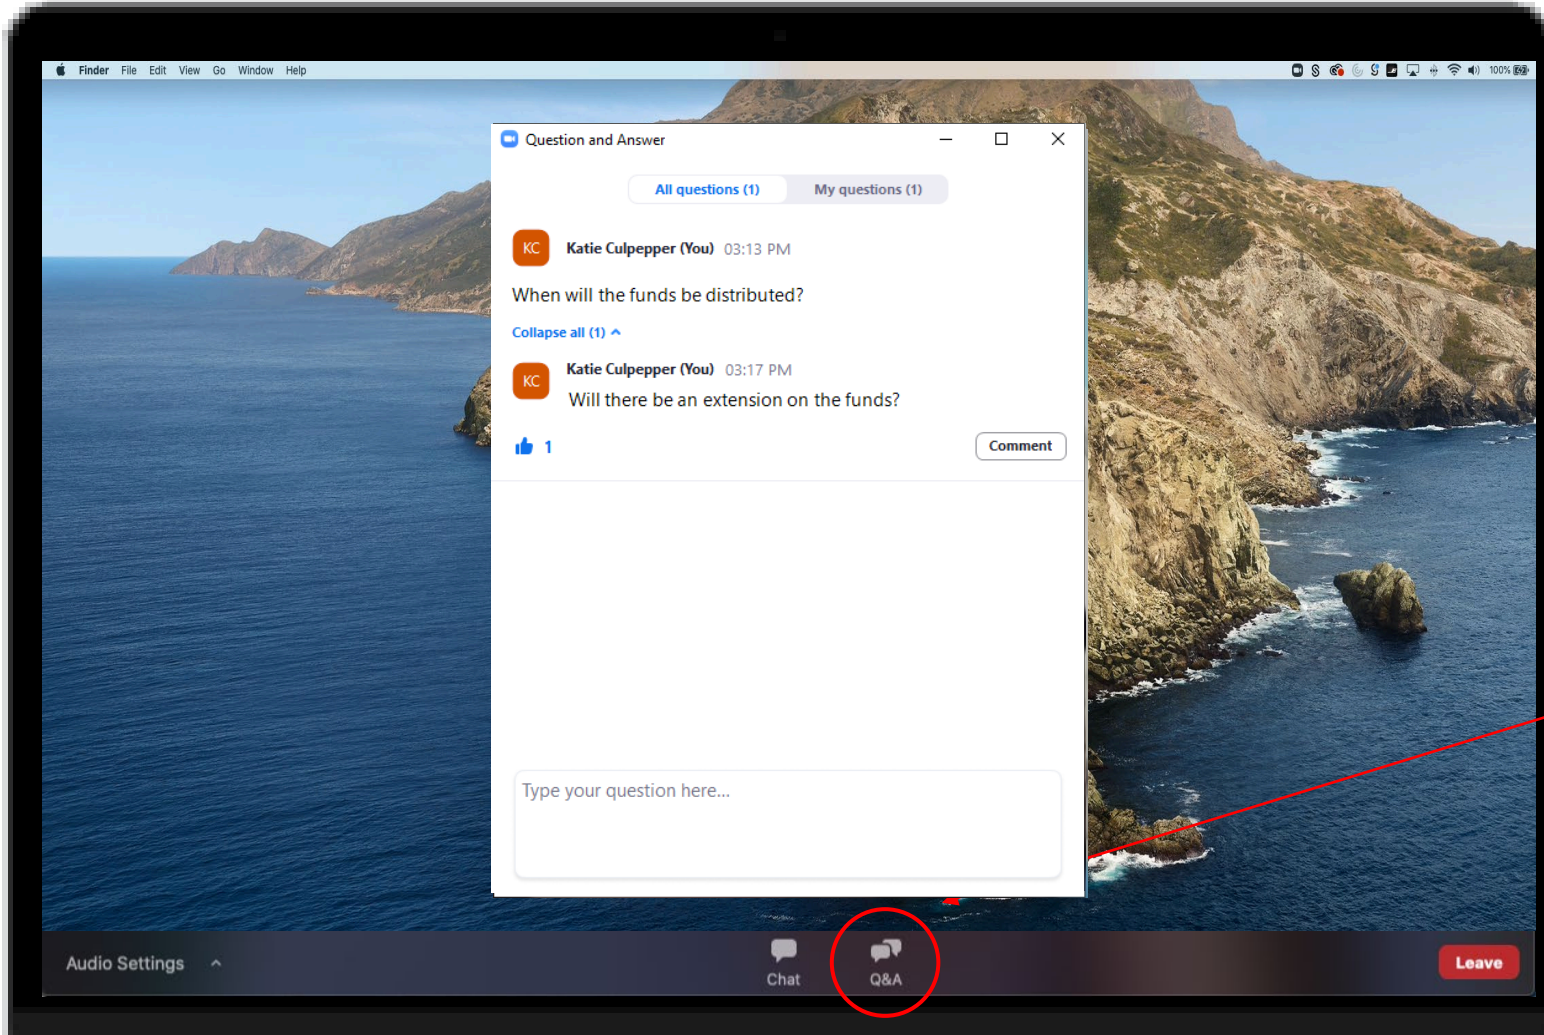 Finder File Edit View Go Window Help
100%
Question and Answer
All questions (1) My questions (1)
KC Katie Culpepper (You) 03:13 PM
When will the funds be distributed?
Collapse all (1)
KC Katie Culpepper (You) 03:17 PM
Will there be an extension on the funds?
1 Comment
Type your question here...
Audio Settings
Chat
Q&A
Leave